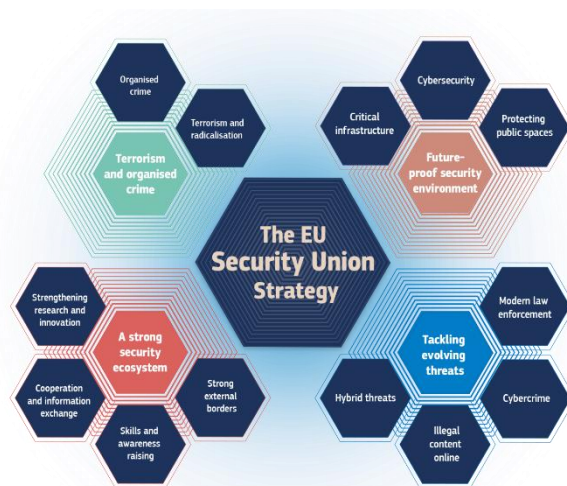 Organised
crime
Terrorism and
radicalisation
Terrorism
and organised
crime
Cybersecurity
Critical
infrastructure
Protecting
public spaces
Future-
proof security
environment
The EU
Security Union
Strategy
Strengthening
research and
innovation
A strong
security
ecosystem
Cooperation
and information
exchange
Strong
external
borders
Skills and
awareness
raising
Modern law
enforcement
Tackling
evolving
threats
Hybrid threats
Cybercrime
Illegal
content
online